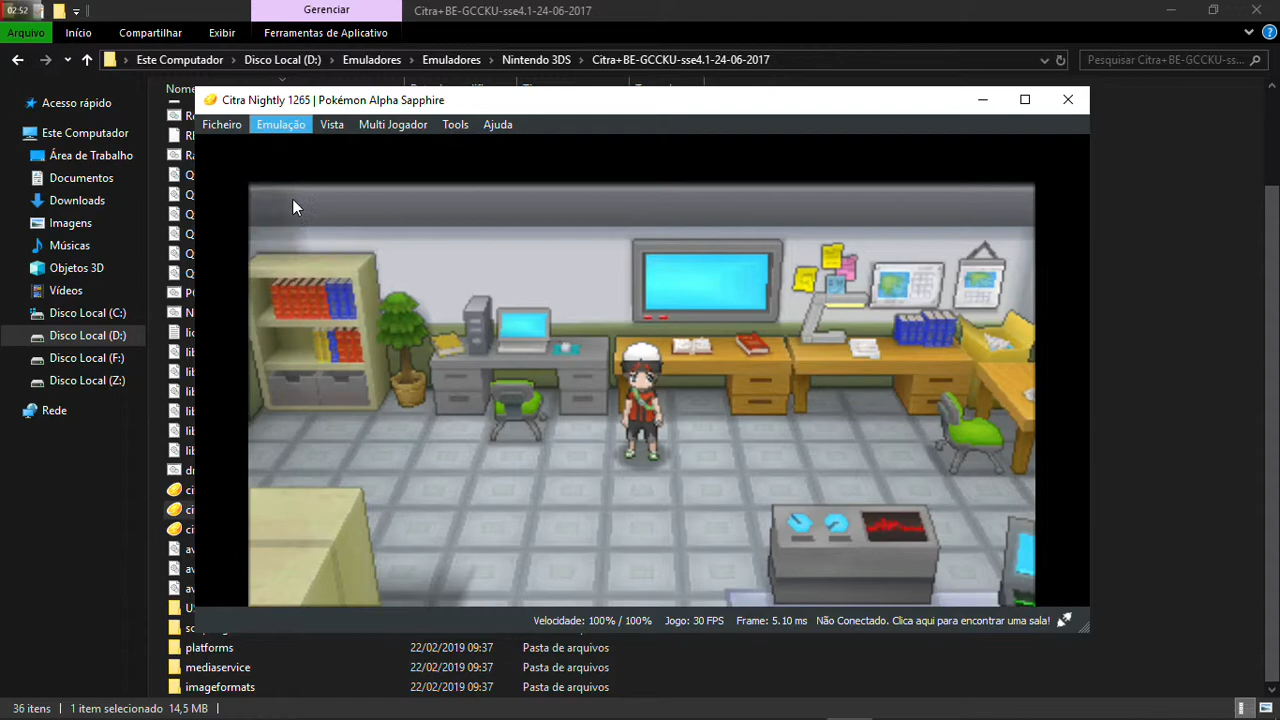 02:52
Gerenciar
Citra+BE-GCCKU-sse4.1-24-06-2017
Arquivo Início Compartilhar Exibir Ferramentas de Aplicativo
Este Computador Disco Local (D:) Emuladores Emuladores Nintendo 3DS Citra+BE-GCCKU-sse4.1-24-06-2017 Pesquisar Citra+BE-GCCKU-sse4....
Nome
Acesso rápido
Este Computador
Área de Trabalho
Documentos
Downloads
Imagens
Músicas
Objetos 3D
Vídeos
Disco Local (C:)
Disco Local (D:)
Disco Local (F:)
Disco Local (Z:)
Rede
Citra Nightly 1265 | Pokémon Alpha Sapphire
Ficheiro Emulação Vista Multi Jogador Tools Ajuda
Velocidade: 100% / 100% Jogo: 30 FPS Frame: 5.10 ms Não Conectado. Clica aqui para encontrar uma sala!
platforms 22/02/2019 09:37 Pasta de arquivos
mediaservice 22/02/2019 09:37 Pasta de arquivos
imageformats 22/02/2019 09:37 Pasta de arquivos
36 itens 1 item selecionado 14,5 MB